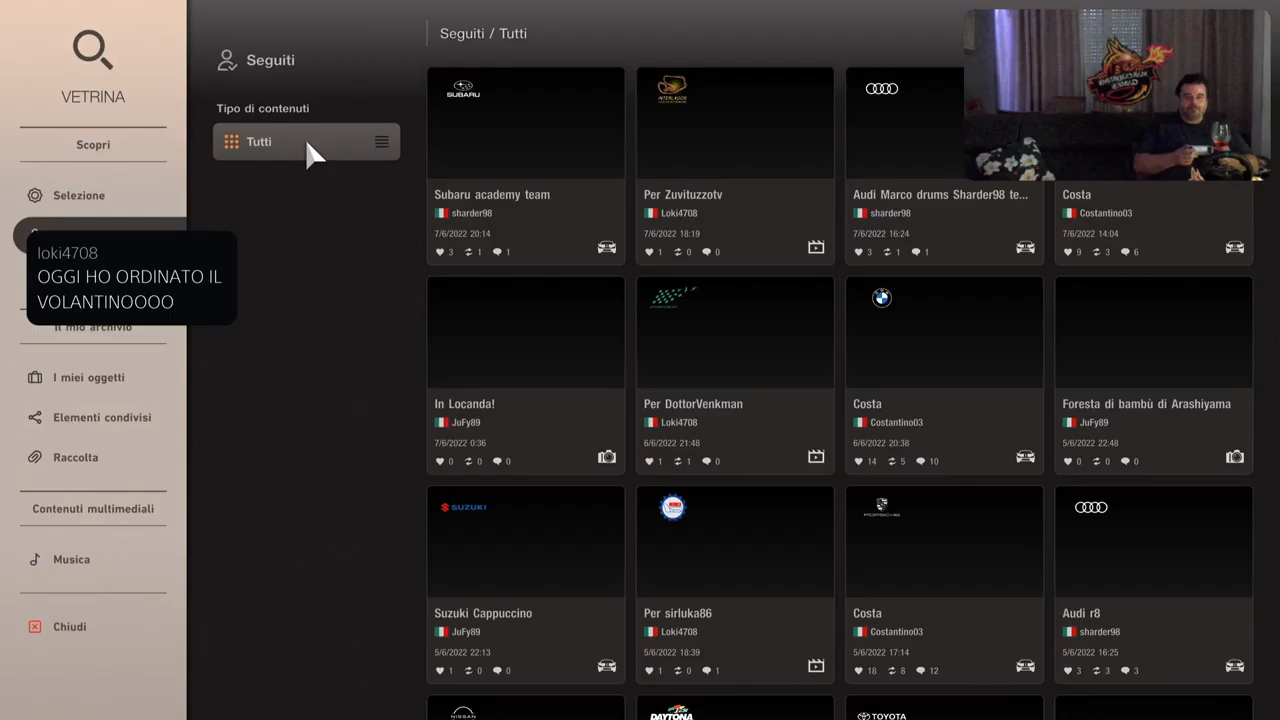 VETRINA
Scopri
Selezione
loki4708
OGGI HO ORDINATO IL
VOLANTINOOOO
Il mio archivio
I miei oggetti
Elementi condivisi
Raccolta
Contenuti multimediali
Musica
Chiudi
Seguiti
Tipo di contenuti
Tutti
Seguiti / Tutti
SUBARU
Subaru academy team
sharder98
7/6/2022 20:14
3 1 1
INTERLAGOS
Per Zuvituzzotv
Loki4708
7/6/2022 18:19
1 0 0
Audi Marco drums Sharder98 te...
sharder98
7/6/2022 16:24
3 1 1
Costa
Costantino03
7/6/2022 14:04
9 3 6
In Locanda!
JuFy89
7/6/2022 0:36
0 0 0
Per DottorVenkman
Loki4708
6/6/2022 21:48
1 1 0
Costa
Costantino03
6/6/2022 20:38
14 5 10
Foresta di bambù di Arashiyama
JuFy89
5/6/2022 22:48
0 0 0
SUZUKI
Suzuki Cappuccino
JuFy89
5/6/2022 22:13
1 0 0
Per sirluka86
Loki4708
5/6/2022 18:39
1 0 1
PORSCHE
Costa
Costantino03
5/6/2022 17:14
18 8 12
Audi r8
sharder98
5/6/2022 16:25
3 3 3
NISSAN
DAYTONA
TOYOTA